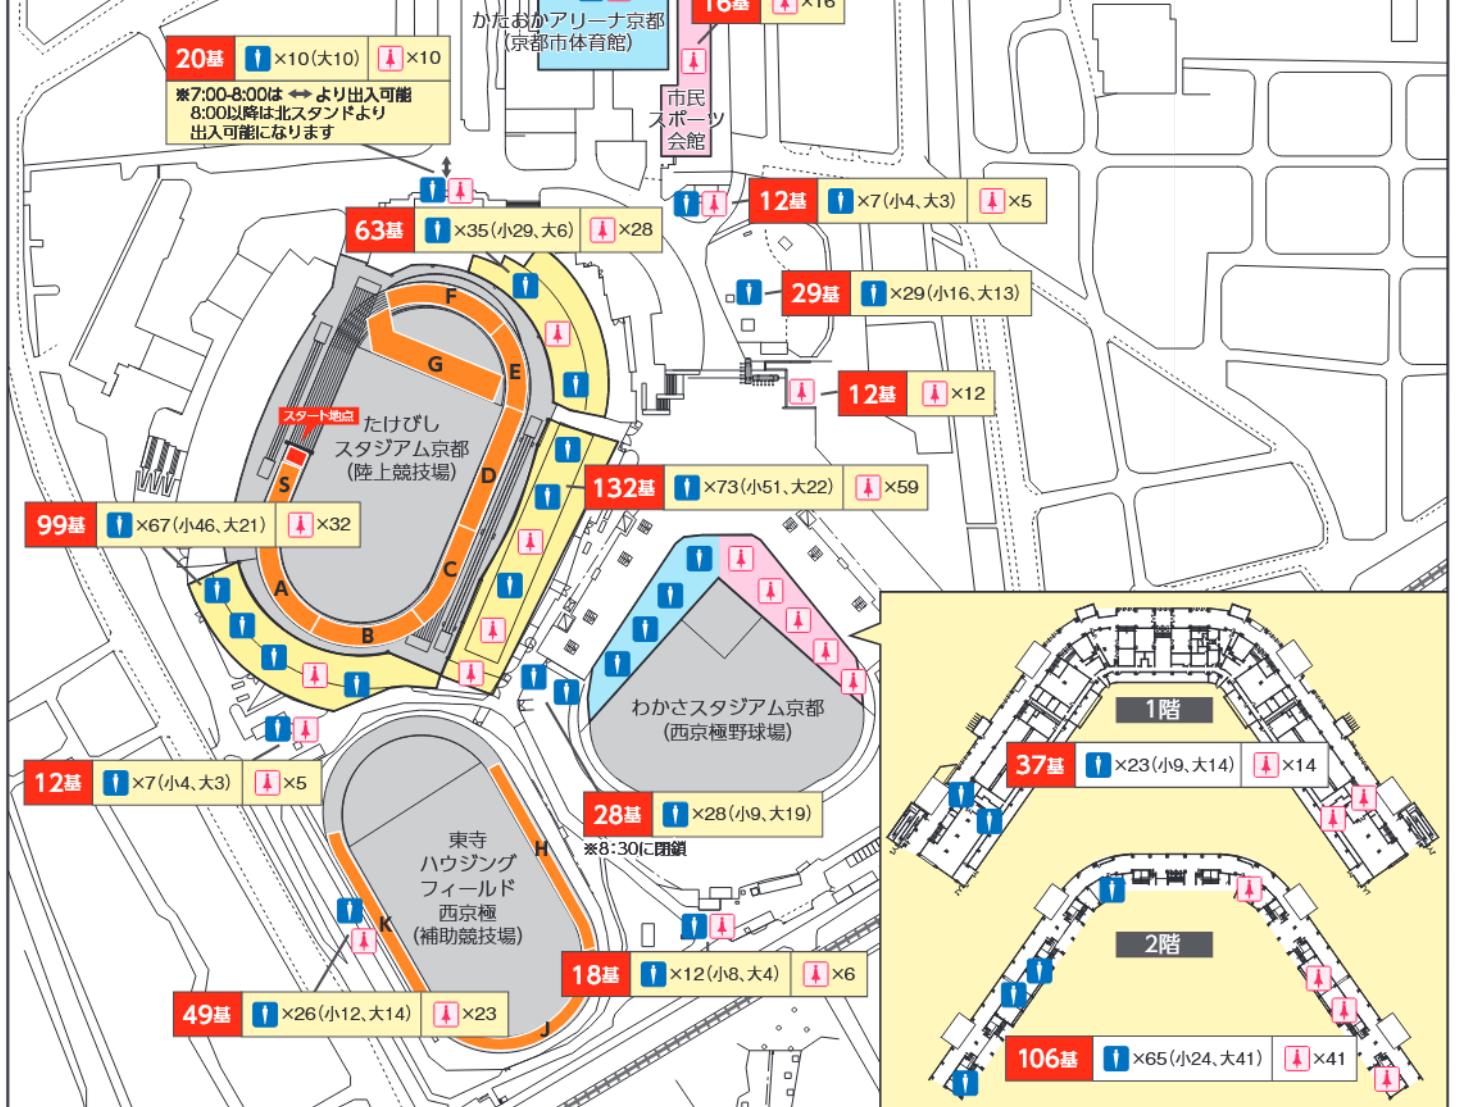 かたおかアリーナ京都
(京都市体育館)
16基 ×16
20基 ×10(大10) ×10
※7:00-8:00は ⇔ より出入可能
8:00以降は北スタンドより
出入可能になります
市民
スポーツ
会館
12基 ×7(小4、大3) ×5
63基 ×35(小29、大6) ×28
29基 ×29(小16、大13)
F
G
E
12基 ×12
スタート地点
たけびし
スタジアム京都
(陸上競技場)
D
S
132基 ×73(小51、大22) ×59
99基 ×67(小46、大21) ×32
C
A
B
わかさスタジアム京都
(西京極野球場)
1階
37基 ×23(小9、大14) ×14
12基 ×7(小4、大3) ×5
28基 ×28(小9、大19)
※8:30に閉鎖
東寺
ハウジング
フィールド
西京極
(補助競技場)
H
K
J
2階
18基 ×12(小8、大4) ×6
49基 ×26(小12、大14) ×23
106基 ×65(小24、大41) ×41